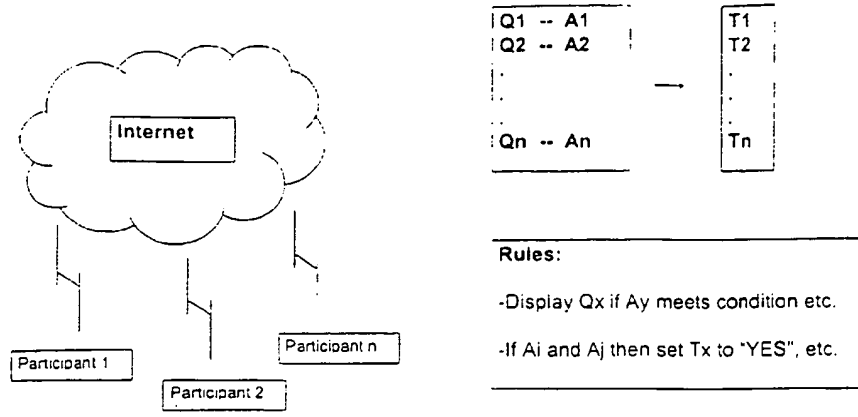 Internet
Participant 1
Participant 2
Participant n
Q1 -- A1
Q2 -- A2
.
.
.
Qn -- An
T1
T2
.
.
.
Tn
Rules:
-Display Qx if Ay meets condition etc.
-If Ai and Aj then set Tx to "YES", etc.